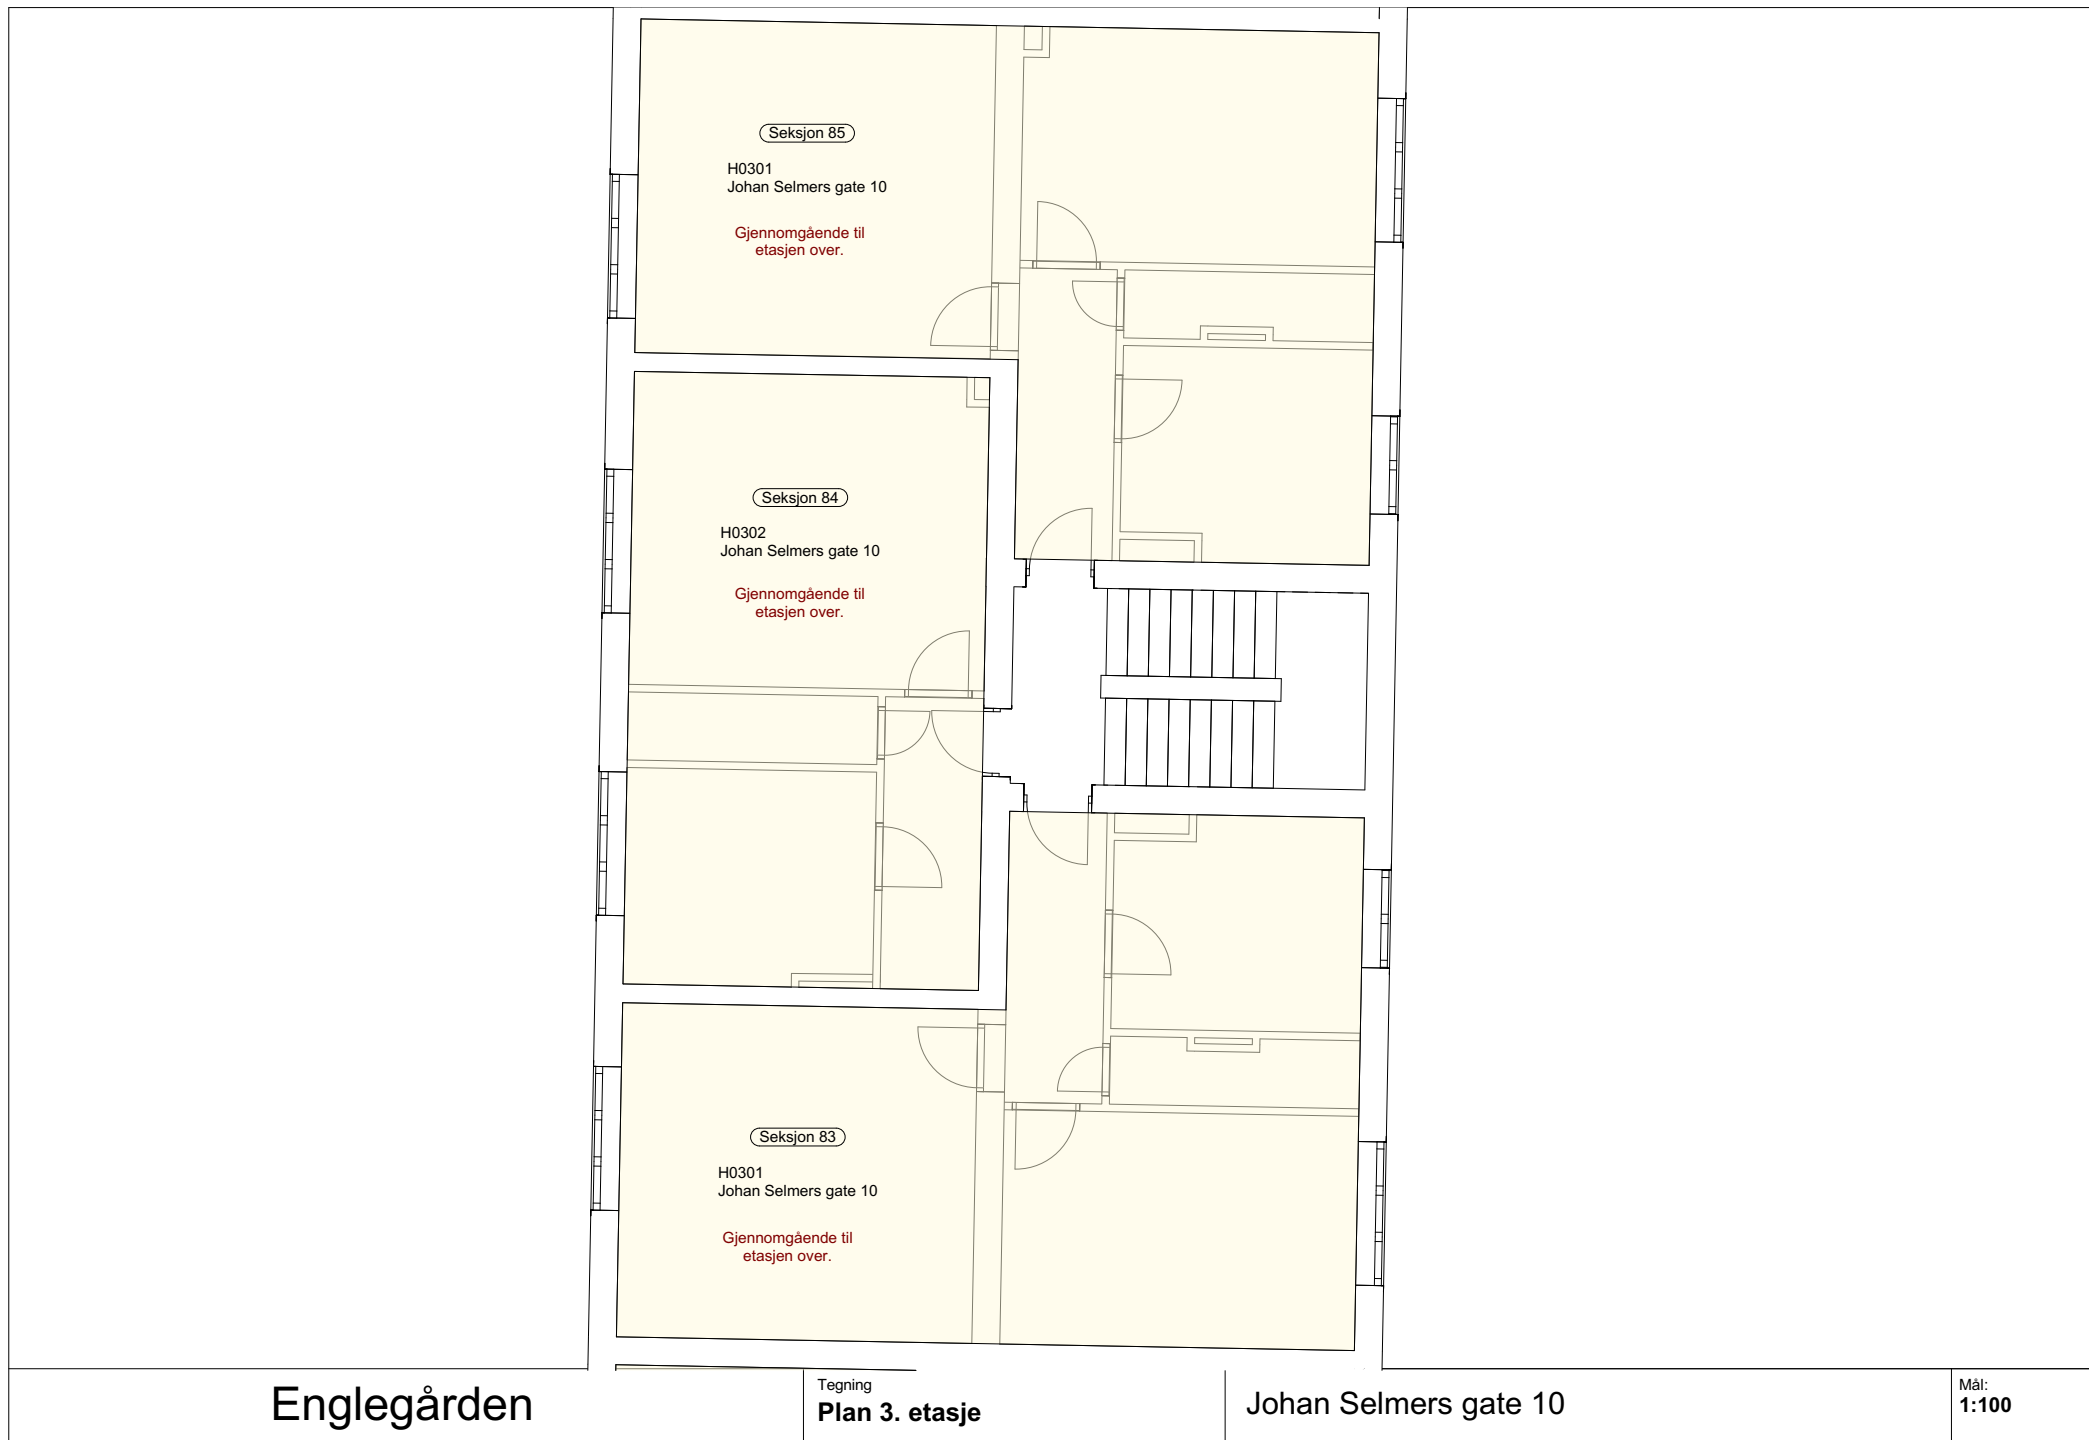 Seksjon 85
H0301
Johan Selmers gate 10
Gjennomgående til
etasjen over.
Seksjon 84
H0302
Johan Selmers gate 10
Gjennomgående til
etasjen over.
Seksjon 83
H0301
Johan Selmers gate 10
Gjennomgående til
etasjen over.
Englegården
Tegning
Plan 3. etasje
Johan Selmers gate 10
Mål:
1:100